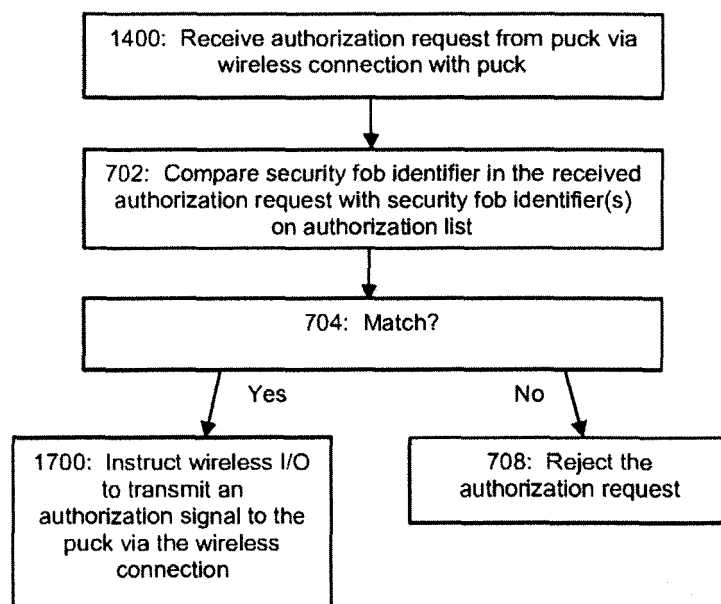 1400: Receive authorization request from puck via
wireless connection with puck
702: Compare security fob identifier in the received
authorization request with security fob identifier(s)
on authorization list
704: Match?
Yes
No
1700: Instruct wireless I/O
to transmit an
authorization signal to the
puck via the wireless
connection
708: Reject the
authorization request